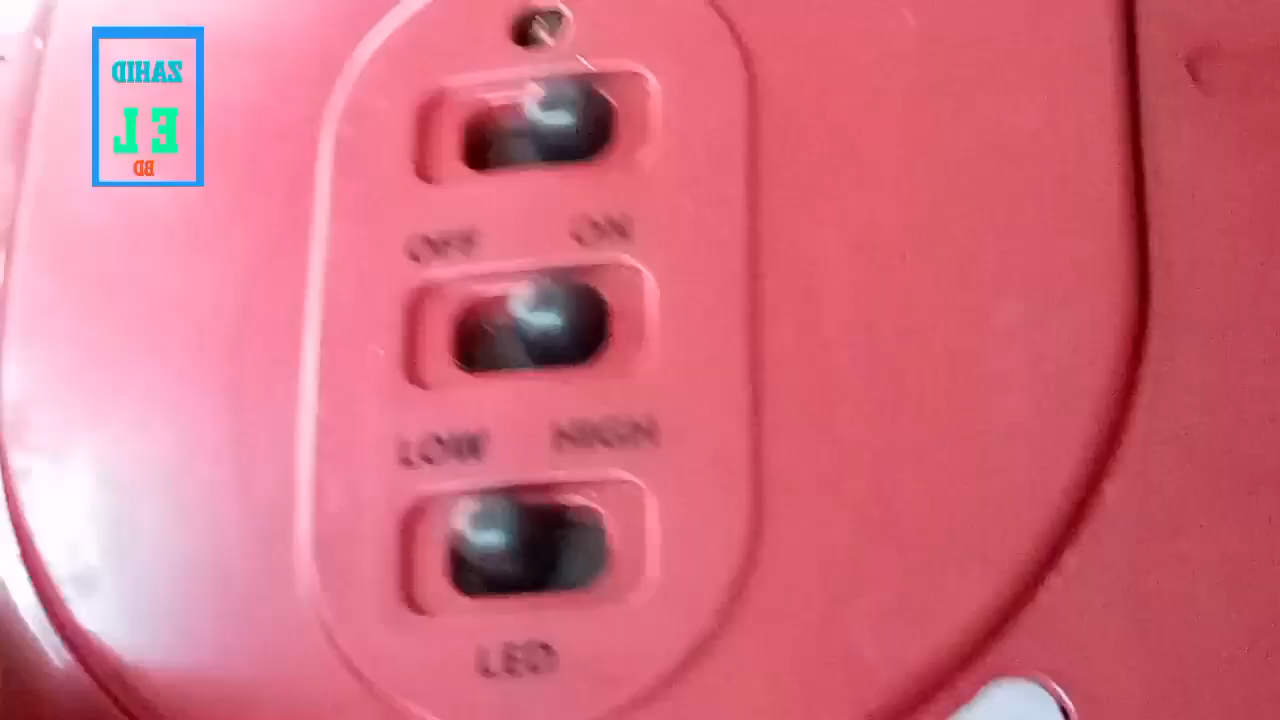 ZAHID
EL
BD
OFF ON
LOW HIGH
LED